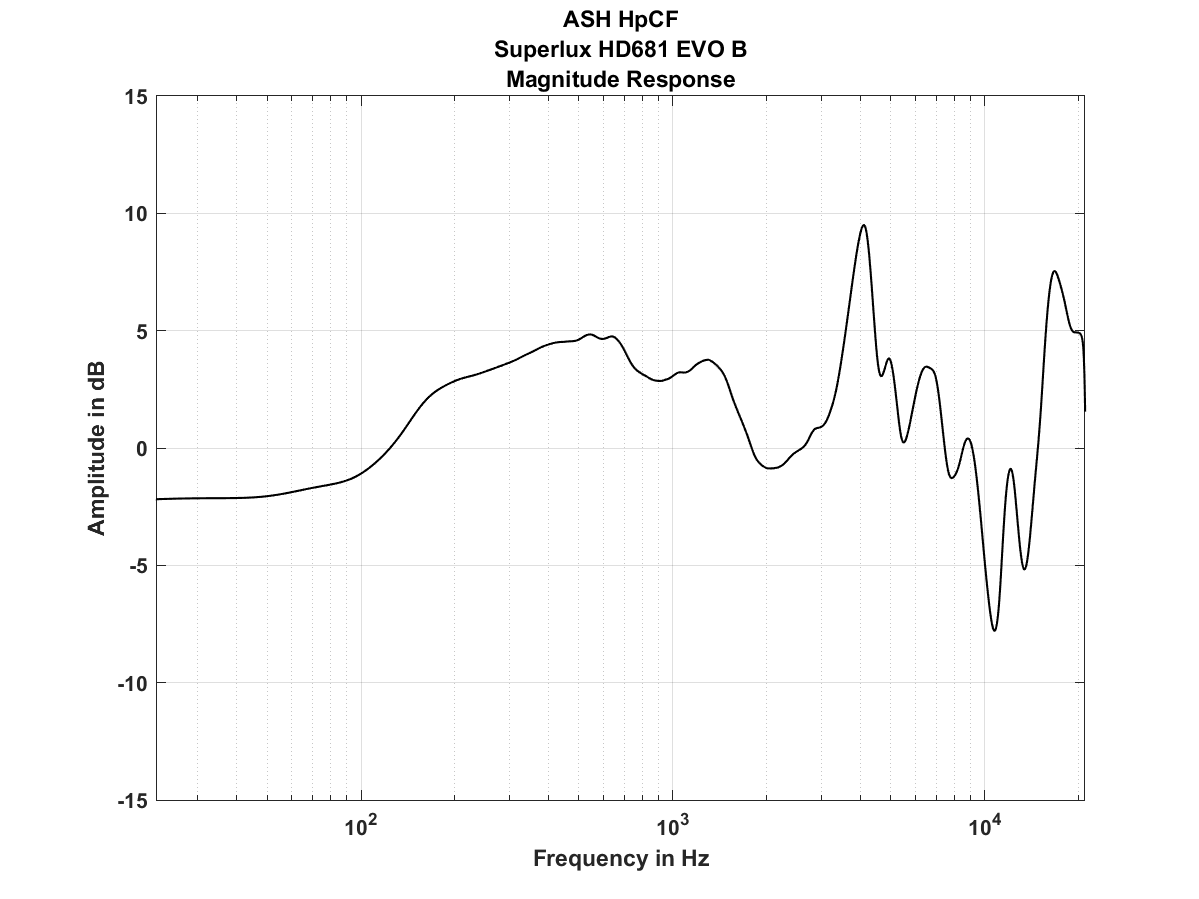 ASH HpCF
Superlux HD681 EVO B
Magnitude Response
15
10
5
0
-5
-10
-15
Amplitude in dB
10²
10³
10⁴
Frequency in Hz